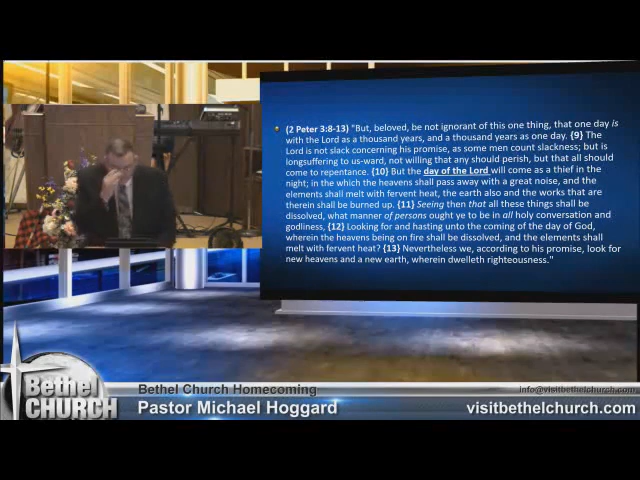 (2 Peter 3:8-13) "But, beloved, be not ignorant of this one thing, that one day is
with the Lord as a thousand years, and a thousand years as one day. {9} The
Lord is not slack concerning his promise, as some men count slackness; but is
longsuffering to us-ward, not willing that any should perish, but that all should
come to repentance. {10} But the day of the Lord will come as a thief in the
night; in the which the heavens shall pass away with a great noise, and the
elements shall melt with fervent heat, the earth also and the works that are
therein shall be burned up. {11} Seeing then that all these things shall be
dissolved, what manner of persons ought ye to be in all holy conversation and
godliness, {12} Looking for and hasting unto the coming of the day of God,
wherein the heavens being on fire shall be dissolved, and the elements shall
melt with fervent heat? {13} Nevertheless we, according to his promise, look for
new heavens and a new earth, wherein dwelleth righteousness."
Bethel
CHURCH
Bethel Church Homecoming
info@visitbethelchurch.com
Pastor Michael Hoggard
visitbethelchurch.com